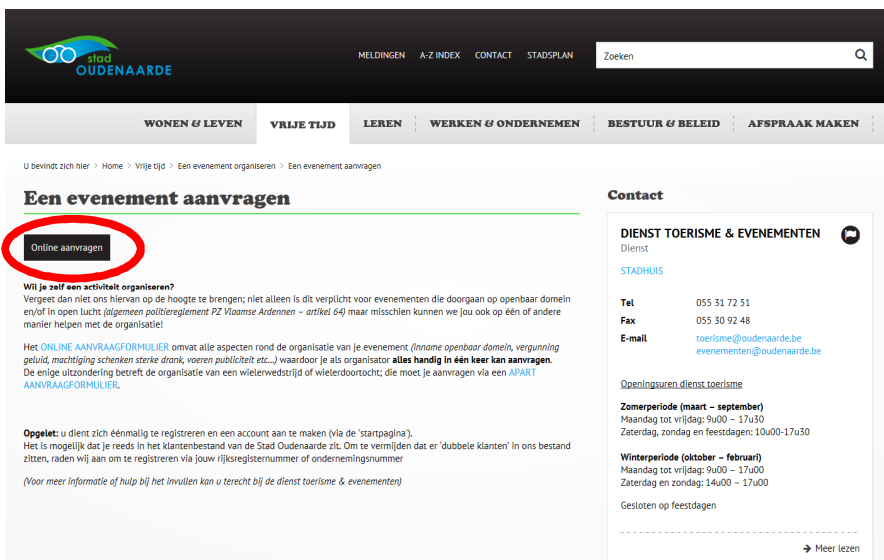 stad
OUDENAARDE
MELDINGEN A-Z INDEX CONTACT STADSPLAN
Zoeken
WONEN & LEVEN VRIJE TIJD LEREN WERKEN & ONDERNEMEN BESTUUR & BELEID AFSPRAAK MAKEN
U bevindt zich hier > Home > Vrije tijd > Een evenement organiseren > Een evenement aanvragen
Een evenement aanvragen
Online aanvragen
Wil je zelf een activiteit organiseren?
Vergeet dan niet ons hiervan op de hoogte te brengen; niet alleen is dit verplicht voor evenementen die doorgaan op openbaar domein
en/of in open lucht (algemeen politiereglement PZ Vlaamse Ardennen – artikel 64) maar misschien kunnen we jou ook op één of andere
manier helpen met de organisatie!
Het ONLINE AANVRAAGFORMULIER omvat alle aspecten rond de organisatie van je evenement (inname openbaar domein, vergunning
geluid, machtiging schenken sterke drank, voeren publiciteit etc...) waardoor je als organisator alles handig in één keer kan aanvragen.
De enige uitzondering betreft de organisatie van een wielerwedstrijd of wielerdoortocht; die moet je aanvragen via een APART
AANVRAAGFORMULIER.
Opgelet: u dient zich éénmalig te registreren en een account aan te maken (via de 'startpagina').
Het is mogelijk dat je reeds in het klantenbestand van de Stad Oudenaarde zit. Om te vermijden dat er 'dubbele klanten' in ons bestand
zitten, raden wij aan om te registreren via jouw rijksregisternummer of ondernemingsnummer
(Voor meer informatie of hulp bij het invullen kan u terecht bij de dienst toerisme & evenementen)
Contact
DIENST TOERISME & EVENEMENTEN
Dienst
STADHUIS
Tel 055 31 72 51
Fax 055 30 92 48
E-mail toerisme@oudenaarde.be
evenementen@oudenaarde.be
Openingsuren dienst toerisme
Zomerperiode (maart – september)
Maandag tot vrijdag: 9u00 – 17u30
Zaterdag, zondag en feestdagen: 10u00-17u30
Winterperiode (oktober – februari)
Maandag tot vrijdag: 9u00 – 17u00
Zaterdag en zondag: 14u00 – 17u00
Gesloten op feestdagen
→ Meer lezen